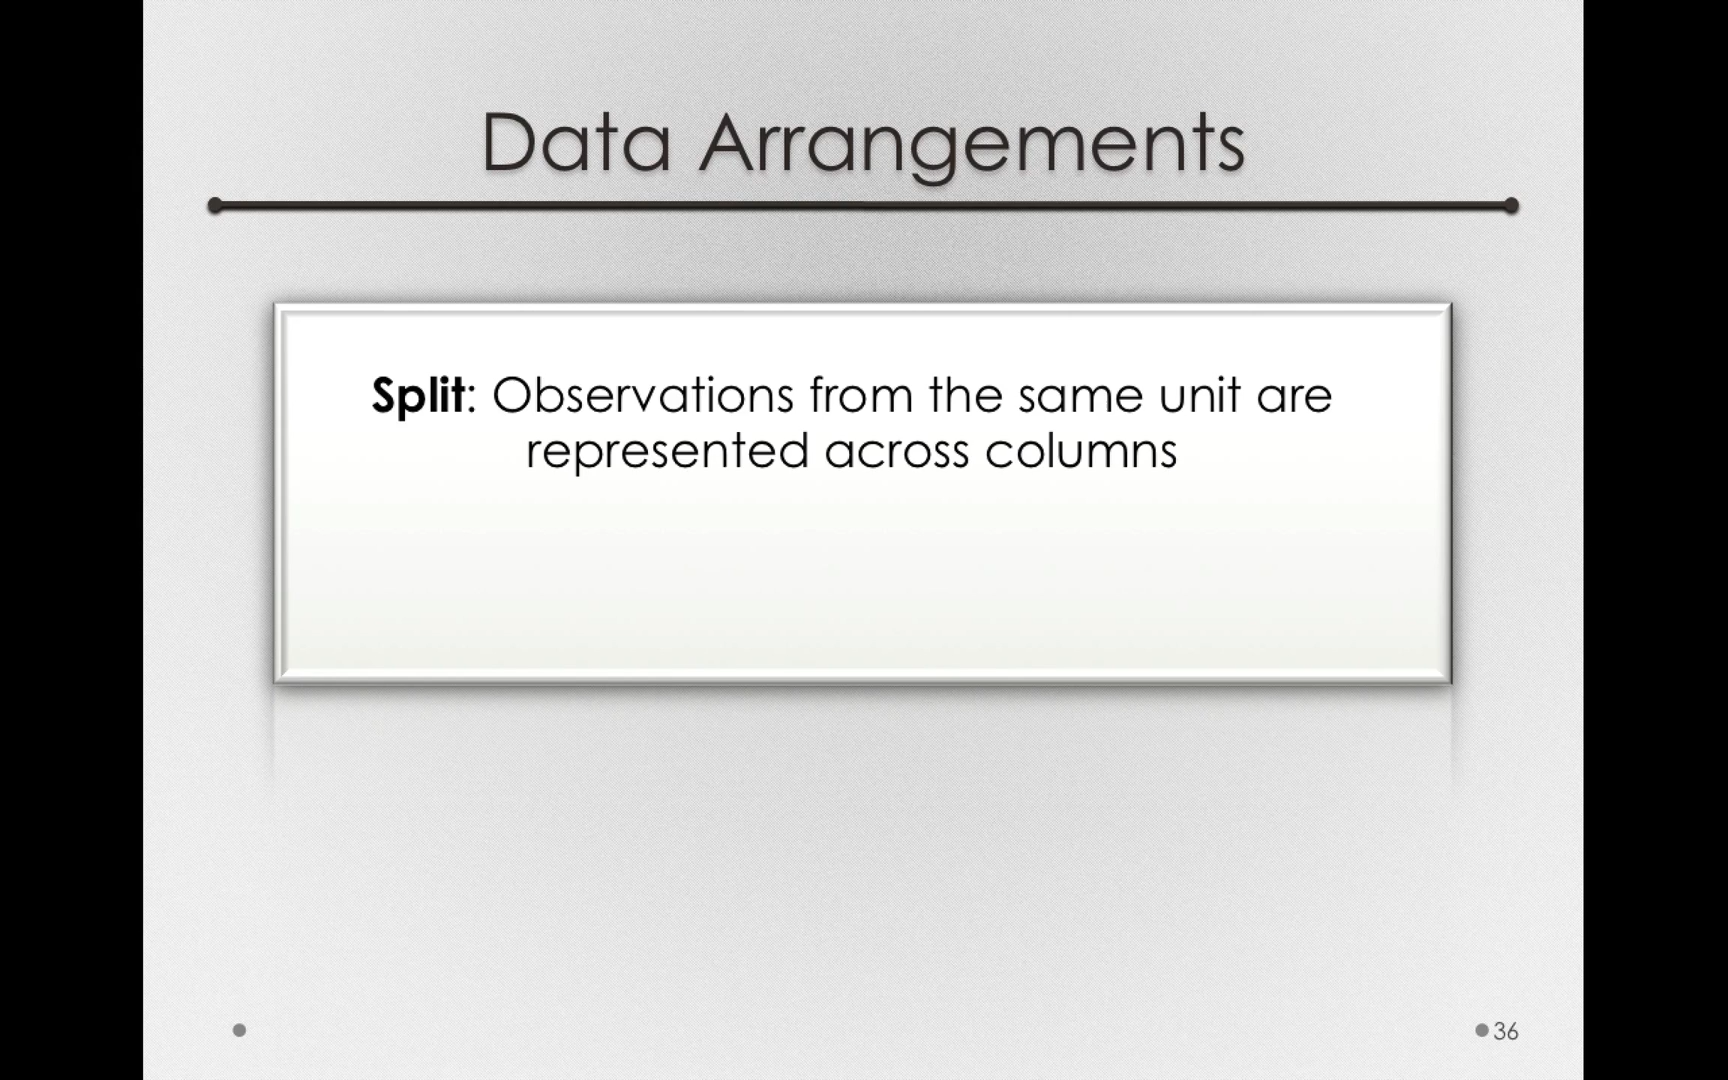 Data Arrangements
Split: Observations from the same unit are
represented across columns
36